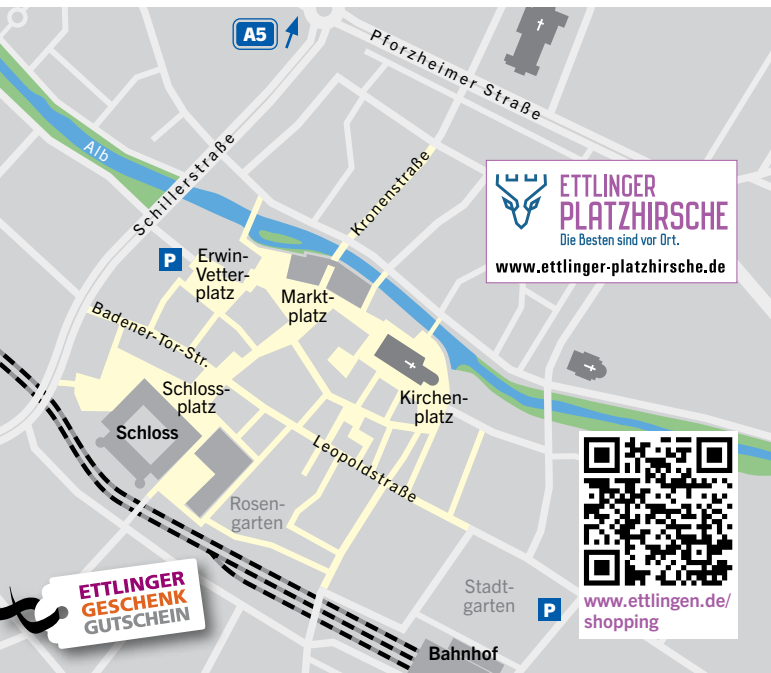 A5
Pforzheimer Straße
Alb
Schillerstraße
Kronenstraße
ETTLINGER
PLATZHIRSCHE
Die Besten sind vor Ort.
www.ettlinger-platzhirsche.de
P
Erwin-
Vetter-
platz
Markt-
platz
Badener-Tor-Str.
Schloss-
platz
Kirchen-
platz
Schloss
Leopoldstraße
Rosen-
garten
ETTLINGER
GESCHENK
GUTSCHEIN
Stadt-
garten
P
www.ettlingen.de/
shopping
Bahnhof